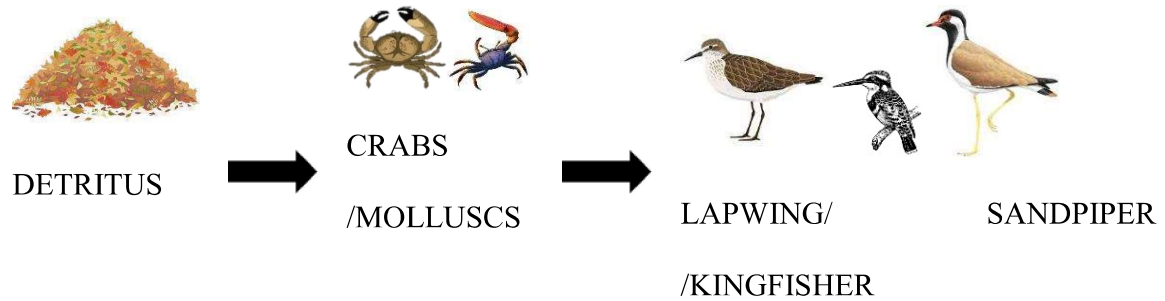 DETRITUS
CRABS
/MOLLUSCS
LAPWING/ SANDPIPER
/KINGFISHER